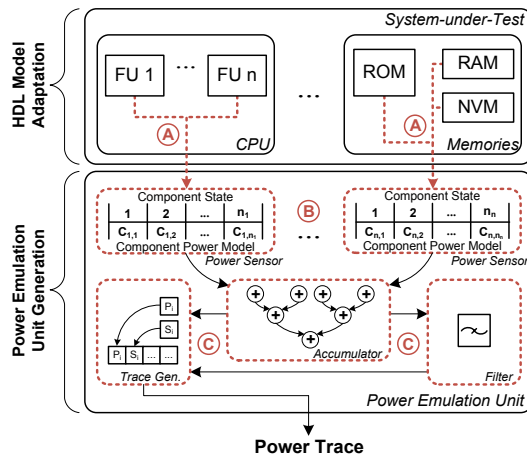 System-under-Test
HDL Model
Adaptation
FU 1
...
FU n
A
CPU
...
ROM
RAM
NVM
A
Memories
Power Emulation
Unit Generation
Component State
1 2 ... n1
C1,1 C1,2 ... C1,n1
Component Power Model
Power Sensor
B
...
Component State
1 2 ... nn
Cn,1 Cn,2 ... Cn,nn
Component Power Model
Power Sensor
Pi
Si
Pi Si ... ...
Trace Gen.
C
+ + + +
+ +
+
Accumulator
C
Filter
Power Emulation Unit
Power Trace